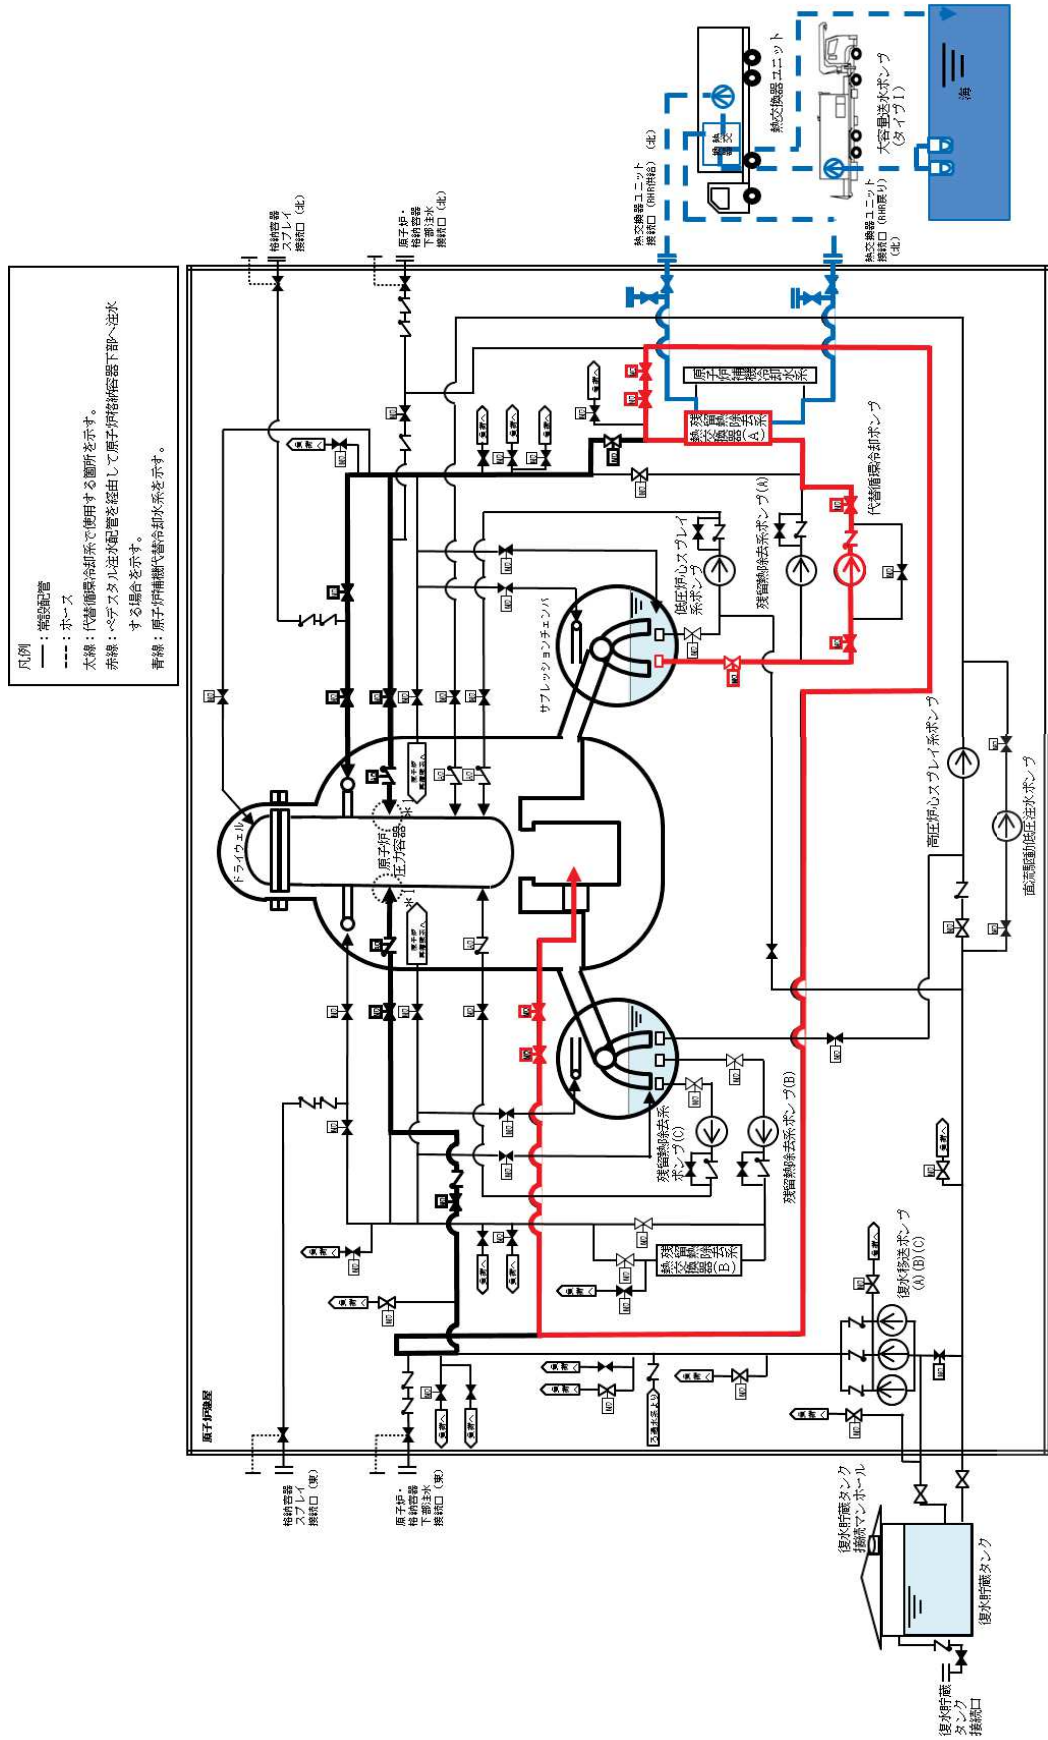 凡例
━━：常設配管
----：ホース
太線：代替循環冷却系で使用する箇所を示す。
赤線：ペデスタル注水配管を経由して原子炉格納容器下部へ注水
する場合を示す。
青線：原子炉補機代替冷却水系を示す。
原子炉建屋
格納容器
スプレイ
接続口（北）
原子炉・
格納容器
下部注水
接続口（北）
熱交換器ユニット
接続口（RHR供給）（北）
熱交換器ユニット
熱交
換器
大容量送水ポンプ
（タイプⅠ）
海
熱交換器ユニット
接続口（RHR戻り）
（北）
原子炉補機冷却水系
残留熱除去系
熱交換器（A）
代替循環冷却ポンプ
残留熱除去系ポンプ(A)
低圧炉心スプレイ
系ポンプ
サプレッションチェンバ
ドライウェル
原子炉
圧力容器
*1
*1
高圧炉心スプレイ系ポンプ
直流駆動低圧注水ポンプ
残留熱除去系
ポンプ(C)
残留熱除去系ポンプ(B)
残留熱除去系
熱交換器（B）
復水移送ポンプ
(A)(B)(C)
ろ過水系より
格納容器
スプレイ
接続口（東）
原子炉・
格納容器
下部注水
接続口（東）
復水貯蔵タンク
接続マンホール
復水貯蔵タンク
復水貯蔵
タンク
接続口